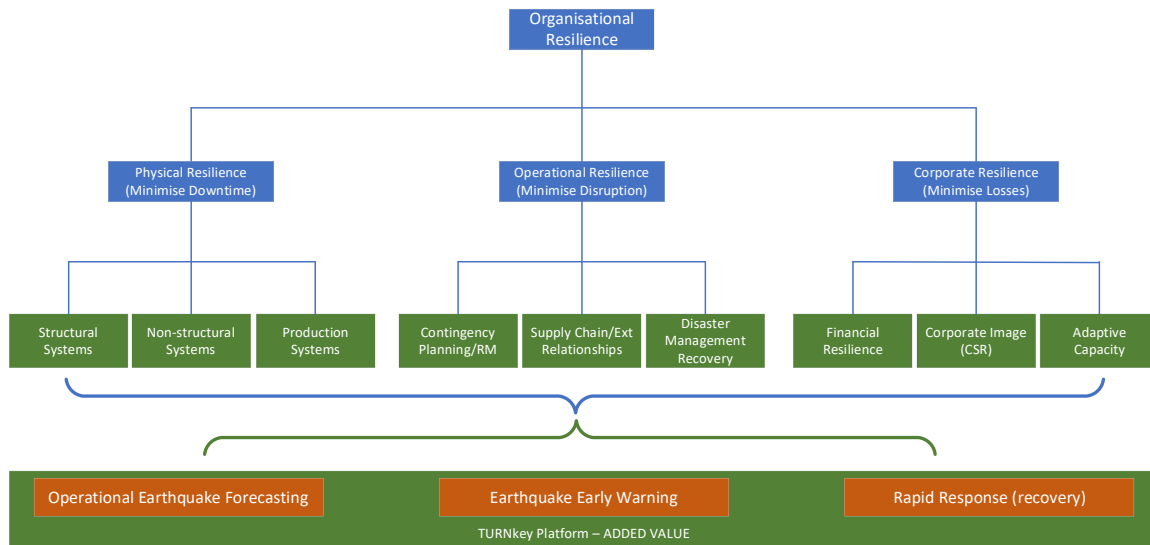 Organisational
Resilience
Physical Resilience
(Minimise Downtime)
Operational Resilience
(Minimise Disruption)
Corporate Resilience
(Minimise Losses)
Structural
Systems
Non-structural
Systems
Production
Systems
Contingency
Planning/RM
Supply Chain/Ext
Relationships
Disaster
Management
Recovery
Financial
Resilience
Corporate Image
(CSR)
Adaptive
Capacity
Operational Earthquake Forecasting
Earthquake Early Warning
Rapid Response (recovery)
TURNkey Platform – ADDED VALUE